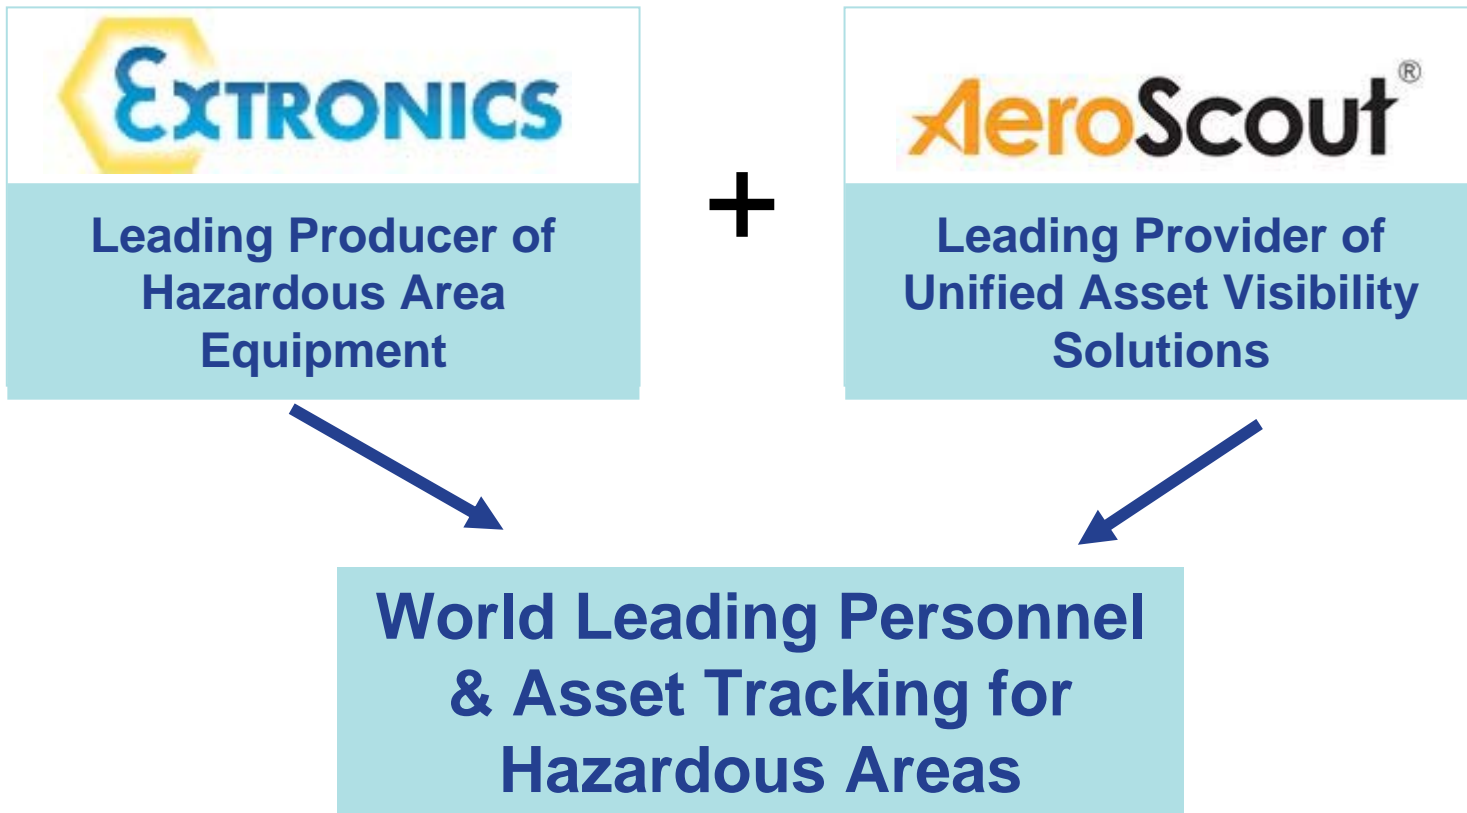 EXTRONICS
Leading Producer of
Hazardous Area
Equipment
+
AeroScout®
Leading Provider of
Unified Asset Visibility
Solutions
World Leading Personnel
& Asset Tracking for
Hazardous Areas